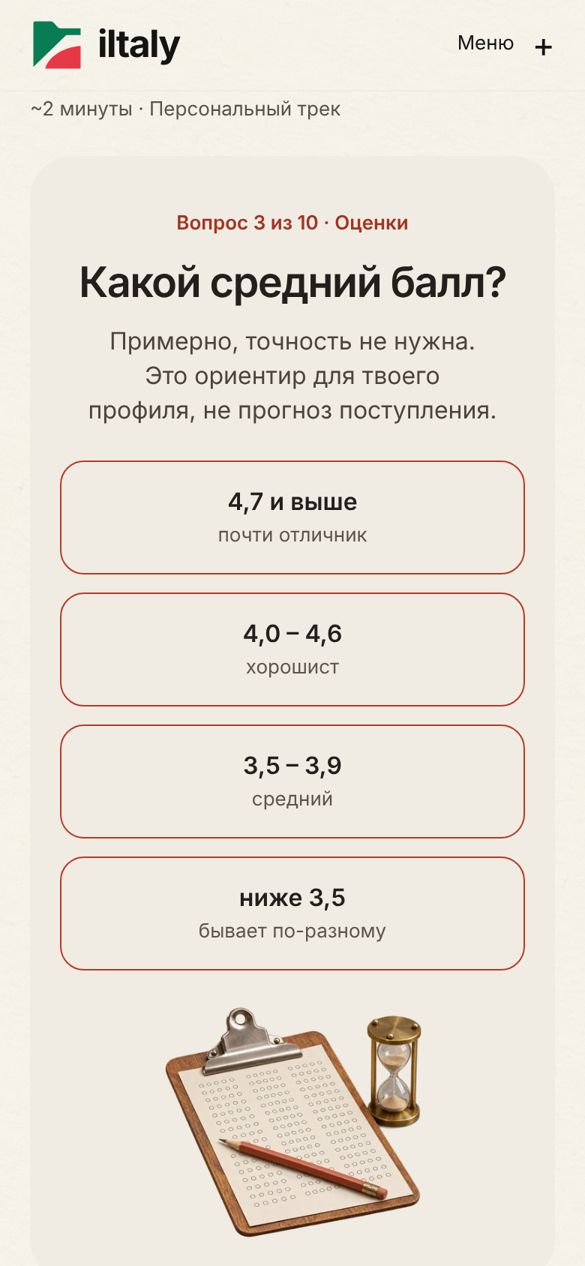 iItaly
Меню +
~2 минуты · Персональный трек
Вопрос 3 из 10 · Оценки
Какой средний балл?
Примерно, точность не нужна.
Это ориентир для твоего
профиля, не прогноз поступления.
4,7 и выше
почти отличник
4,0 – 4,6
хорошист
3,5 – 3,9
средний
ниже 3,5
бывает по-разному